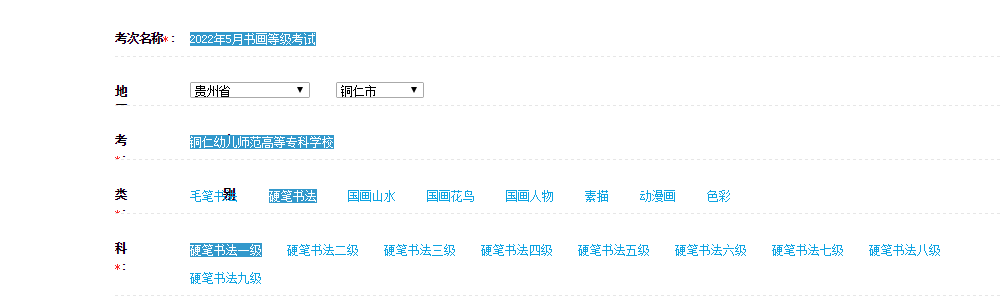 考次名称*： 2022年5月书画等级考试
地 贵州省 铜仁市
考 铜仁幼儿师范高等专科学校
*：
类别 毛笔书法 硬笔书法 国画山水 国画花鸟 国画人物 素描 动漫画 色彩
*：
科 硬笔书法一级 硬笔书法二级 硬笔书法三级 硬笔书法四级 硬笔书法五级 硬笔书法六级 硬笔书法七级 硬笔书法八级
*： 硬笔书法九级